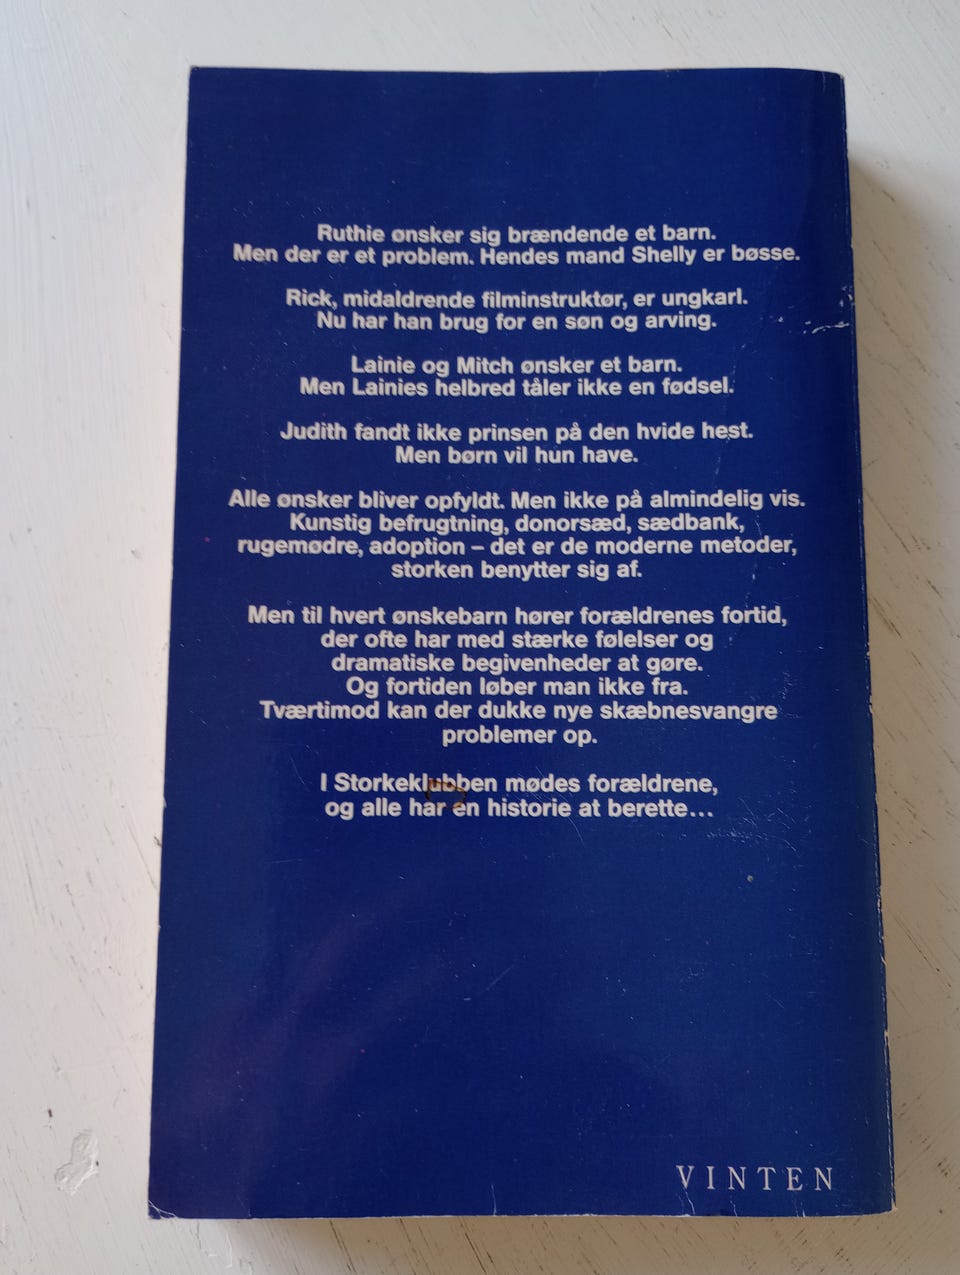 Ruthie ønsker sig brændende et barn.
Men der er et problem. Hendes mand Shelly er bøsse.
Rick, midaldrende filminstruktør, er ungkarl.
Nu har han brug for en søn og arving.
Lainie og Mitch ønsker et barn.
Men Lainies helbred tåler ikke en fødsel.
Judith fandt ikke prinsen på den hvide hest.
Men børn vil hun have.
Alle ønsker bliver opfyldt. Men ikke på almindelig vis.
Kunstig befrugtning, donorsæd, sædbank,
rugemødre, adoption – det er de moderne metoder,
storken benytter sig af.
Men til hvert ønskebarn hører forældrenes fortid,
der ofte har med stærke følelser og
dramatiske begivenheder at gøre.
Og fortiden løber man ikke fra.
Tværtimod kan der dukke nye skæbnesvangre
problemer op.
I Storkeklubben mødes forældrene,
og alle har en historie at berette...
VINTEN